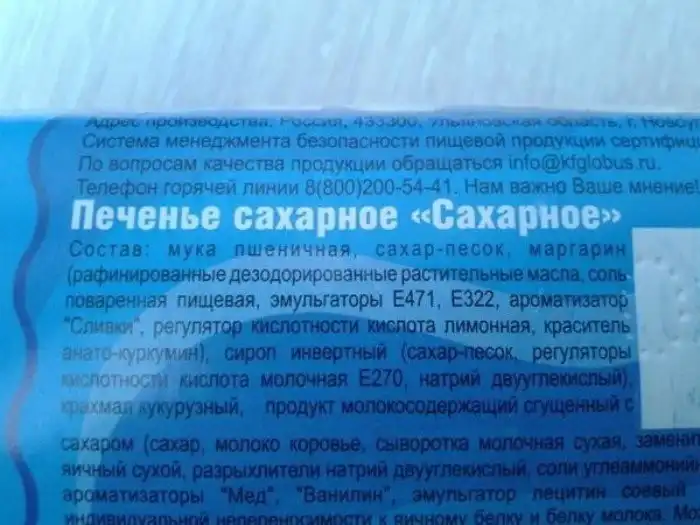 Адрес производства: Россия, 433300, Ульяновская область, г. Новоул
Система менеджмента безопасности пищевой продукции сертифиц
По вопросам качества продукции обращаться info@kfglobus.ru.
Телефон горячей линии 8(800)200-54-41. Нам важно Ваше мнение!
Печенье сахарное «Сахарное»
Состав: мука пшеничная, сахар-песок, маргарин
(рафинированные дезодорированные растительные масла, соль
поваренная пищевая, эмульгаторы Е471, Е322, ароматизатор
"Сливки", регулятор кислотности кислота лимонная, краситель
анато-куркумин), сироп инвертный (сахар-песок, регуляторы
кислотности кислота молочная Е270, натрий двууглекислый),
крахмал кукурузный, продукт молокосодержащий сгущенный с
сахаром (сахар, молоко коровье, сыворотка молочная сухая, замени
яичный сухой, разрыхлители натрий двууглекислый, соли углеаммоний
ароматизаторы "Мед", "Ванилин", эмульгатор лецитин соевый
индивидуальной непереносимости к яичному белку и белку молока.